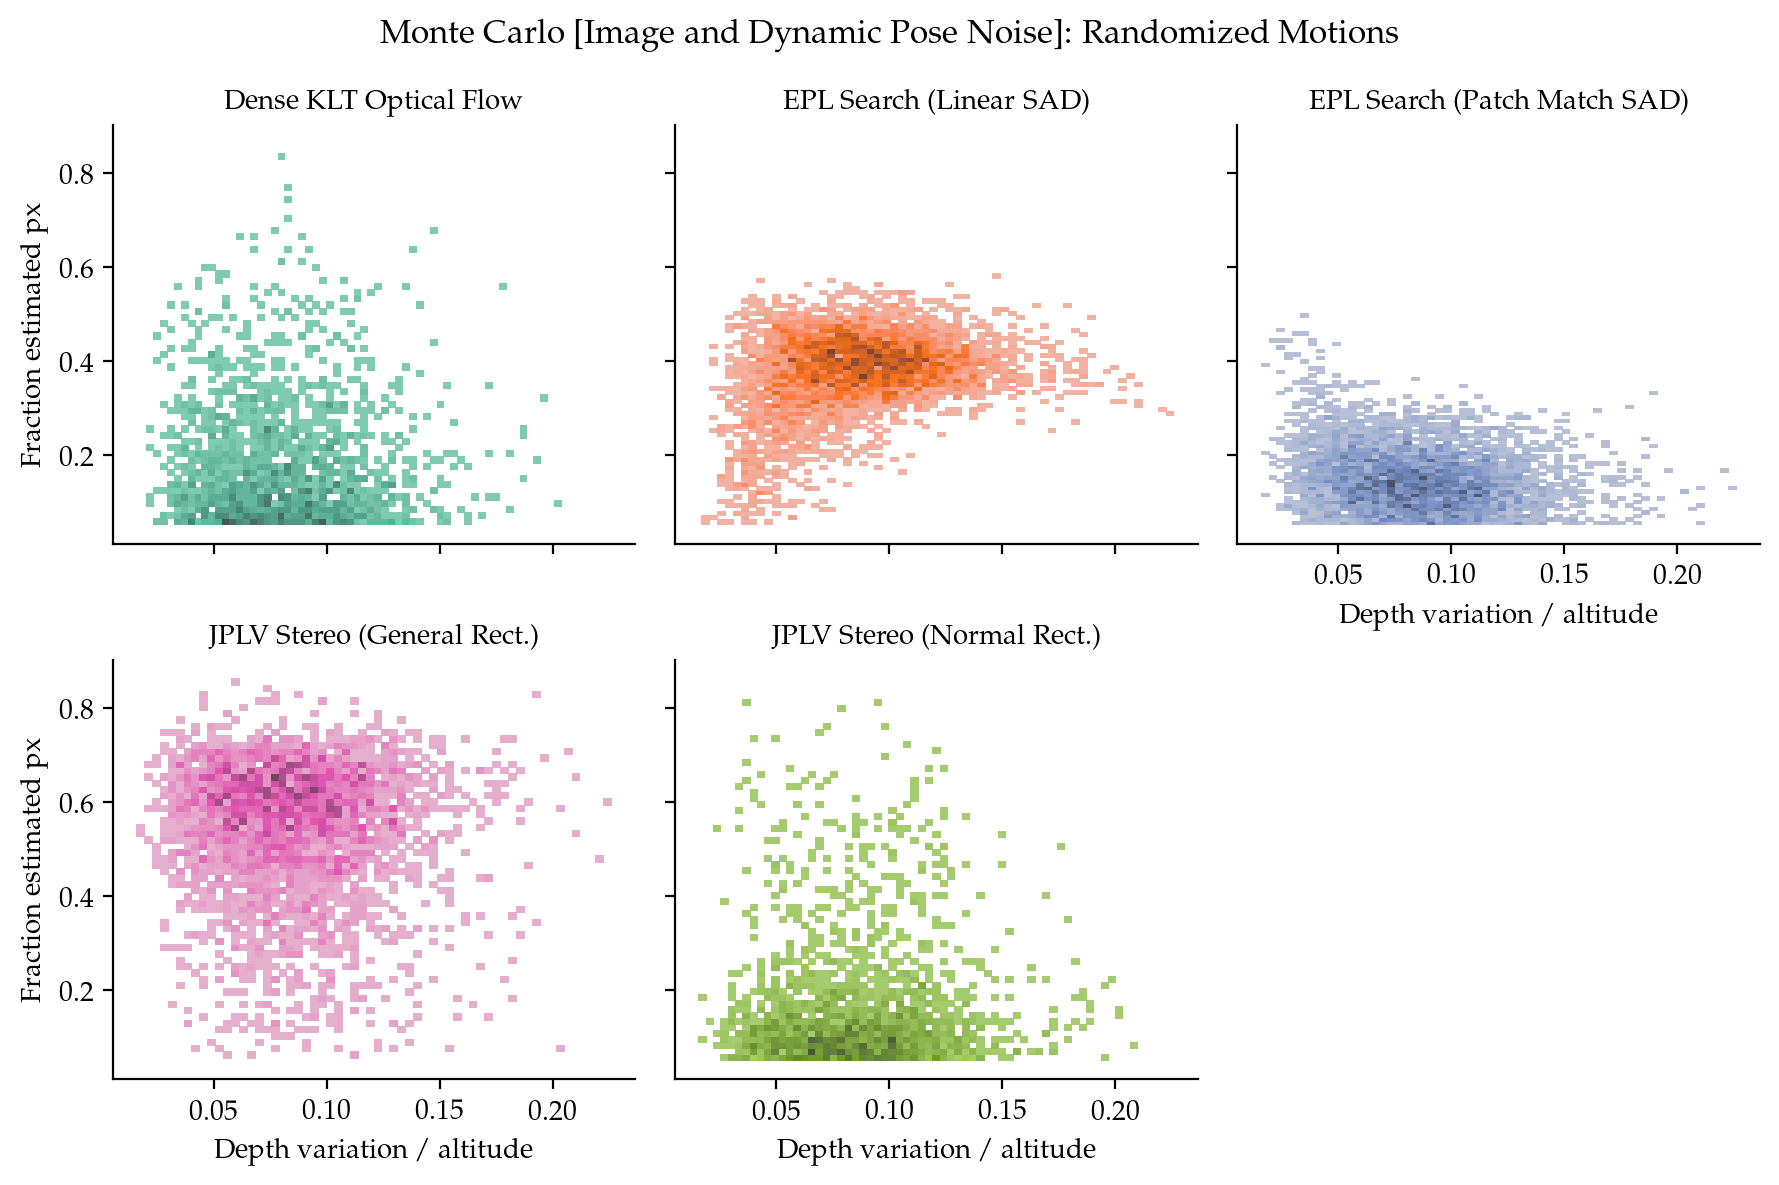 Monte Carlo [Image and Dynamic Pose Noise]: Randomized Motions
Dense KLT Optical Flow
EPL Search (Linear SAD)
EPL Search (Patch Match SAD)
Fraction estimated px
0.8
0.6
0.4
0.2
0.05 0.10 0.15 0.20
Depth variation / altitude
JPLV Stereo (General Rect.)
JPLV Stereo (Normal Rect.)
Fraction estimated px
0.8
0.6
0.4
0.2
0.05 0.10 0.15 0.20
Depth variation / altitude
0.05 0.10 0.15 0.20
Depth variation / altitude